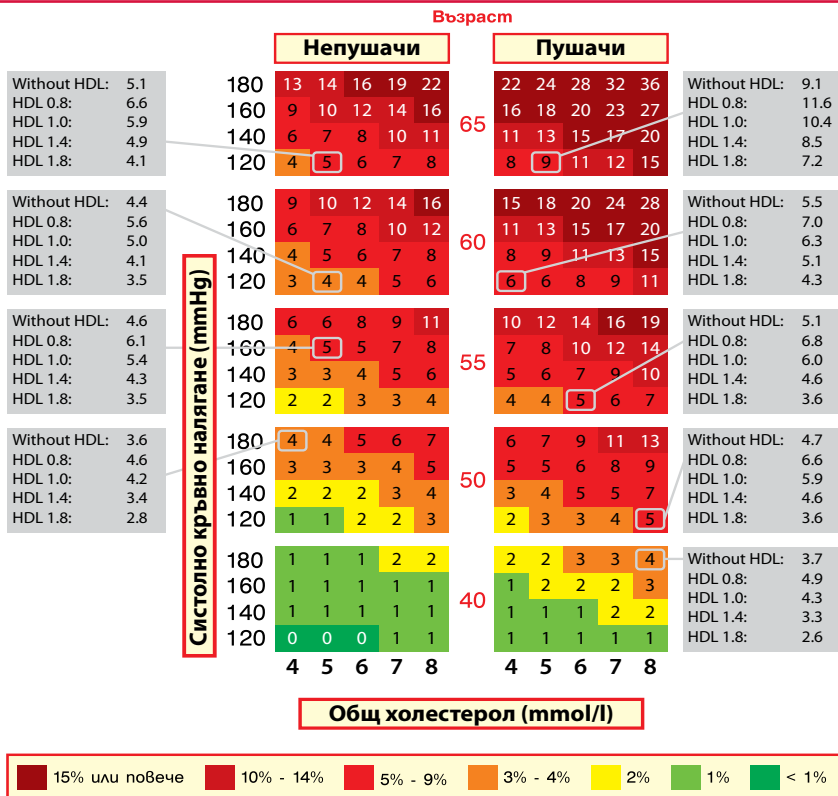 Възраст
Непушачи Пушачи
Without HDL: 5.1
HDL 0.8: 6.6
HDL 1.0: 5.9
HDL 1.4: 4.9
HDL 1.8: 4.1
180 13 14 16 19 22
160 9 10 12 14 16
140 6 7 8 10 11
120 4 5 6 7 8
65
22 24 28 32 36
16 18 20 23 27
11 13 15 17 20
8 9 11 12 15
Without HDL: 9.1
HDL 0.8: 11.6
HDL 1.0: 10.4
HDL 1.4: 8.5
HDL 1.8: 7.2
Without HDL: 4.4
HDL 0.8: 5.6
HDL 1.0: 5.0
HDL 1.4: 4.1
HDL 1.8: 3.5
180 9 10 12 14 16
160 6 7 8 10 12
140 4 5 6 7 8
120 3 4 4 5 6
60
15 18 20 24 28
11 13 15 17 20
8 9 11 13 15
6 6 8 9 11
Without HDL: 5.5
HDL 0.8: 7.0
HDL 1.0: 6.3
HDL 1.4: 5.1
HDL 1.8: 4.3
Систолно кръвно налягане (mmHg)
Without HDL: 4.6
HDL 0.8: 6.1
HDL 1.0: 5.4
HDL 1.4: 4.3
HDL 1.8: 3.5
180 6 6 8 9 11
160 4 5 5 7 8
140 3 3 4 5 6
120 2 2 3 3 4
55
10 12 14 16 19
7 8 10 12 14
5 6 7 9 10
4 4 5 6 7
Without HDL: 5.1
HDL 0.8: 6.8
HDL 1.0: 6.0
HDL 1.4: 4.6
HDL 1.8: 3.6
Without HDL: 3.6
HDL 0.8: 4.6
HDL 1.0: 4.2
HDL 1.4: 3.4
HDL 1.8: 2.8
180 4 4 5 6 7
160 3 3 3 4 5
140 2 2 2 3 4
120 1 1 2 2 3
50
6 7 9 11 13
5 5 6 8 9
3 4 5 5 7
2 3 3 4 5
Without HDL: 4.7
HDL 0.8: 6.6
HDL 1.0: 5.9
HDL 1.4: 4.6
HDL 1.8: 3.6
180 1 1 1 2 2
160 1 1 1 1 1
140 1 1 1 1 1
120 0 0 0 1 1
40
2 2 3 3 4
1 2 2 2 3
1 1 1 2 2
1 1 1 1 1
Without HDL: 3.7
HDL 0.8: 4.9
HDL 1.0: 4.3
HDL 1.4: 3.3
HDL 1.8: 2.6
4 5 6 7 8 4 5 6 7 8
Общ холестерол (mmol/l)
15% или повече 10% - 14% 5% - 9% 3% - 4% 2% 1% < 1%